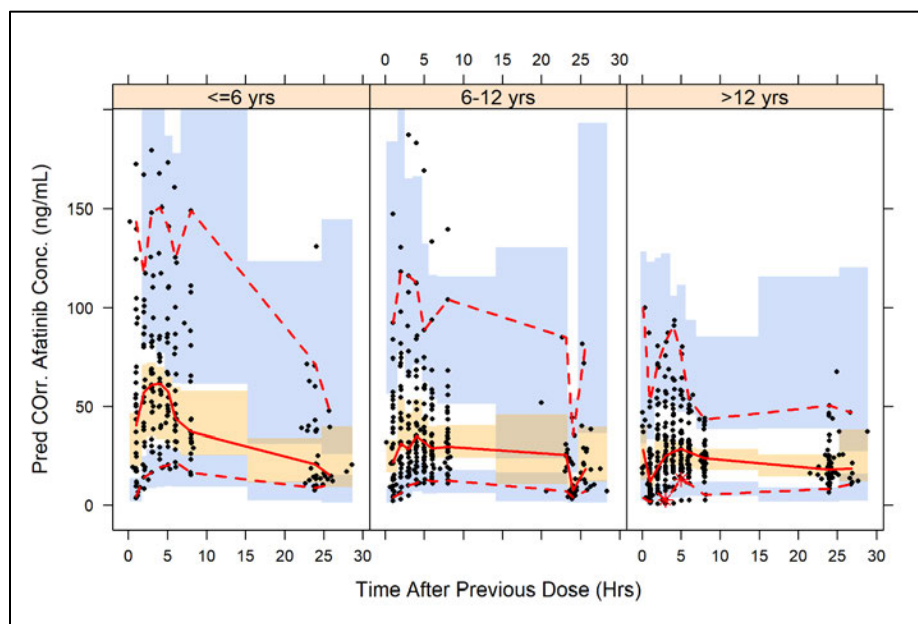 0 5 10 15 20 25 30
<=6 yrs 6-12 yrs >12 yrs
Pred COrr. Afatinib Conc. (ng/mL)
150
100
50
0
0 5 10 15 20 25 30 0 5 10 15 20 25 30
Time After Previous Dose (Hrs)